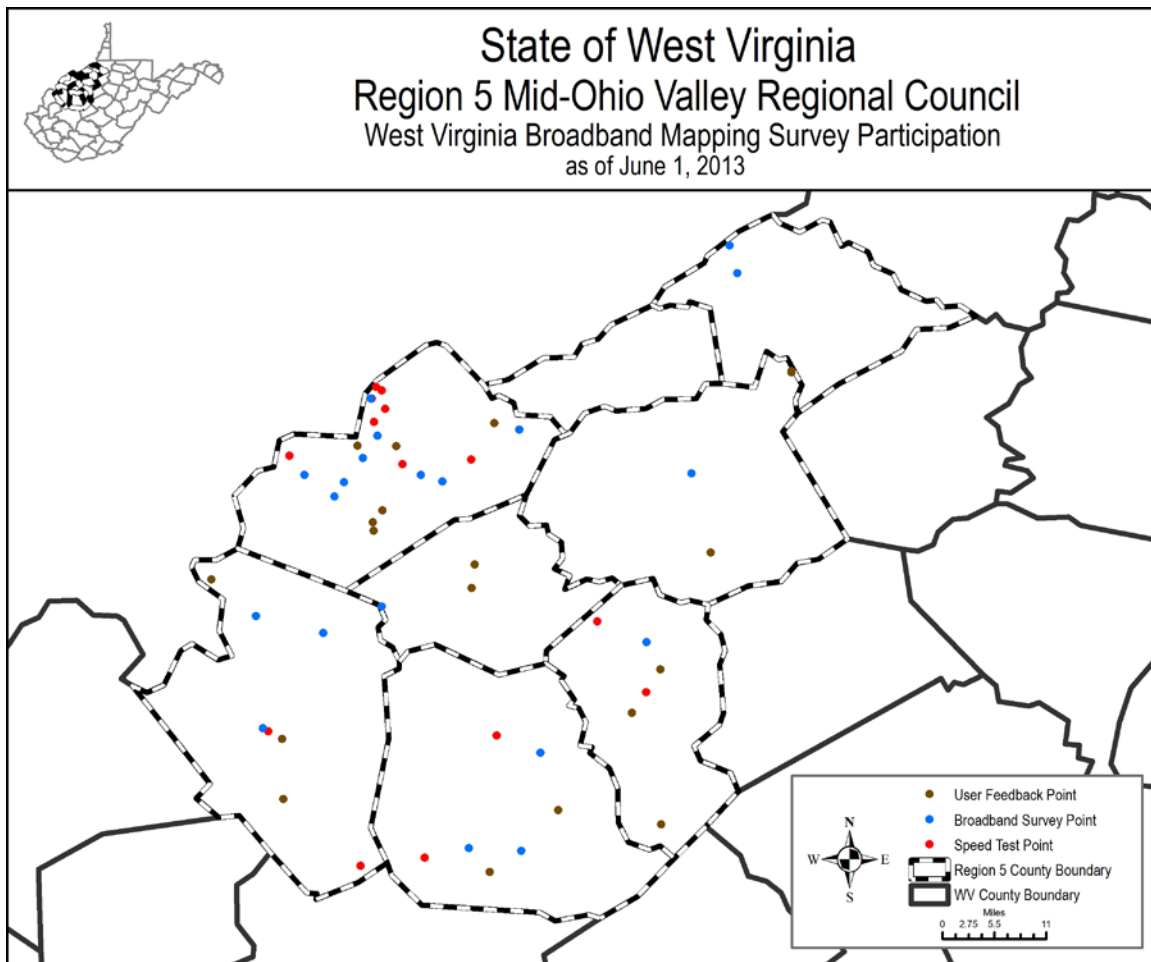 State of West Virginia
Region 5 Mid-Ohio Valley Regional Council
West Virginia Broadband Mapping Survey Participation
as of June 1, 2013
User Feedback Point
Broadband Survey Point
Speed Test Point
Region 5 County Boundary
WV County Boundary
N
W E
S
Miles
0 2.75 5.5 11